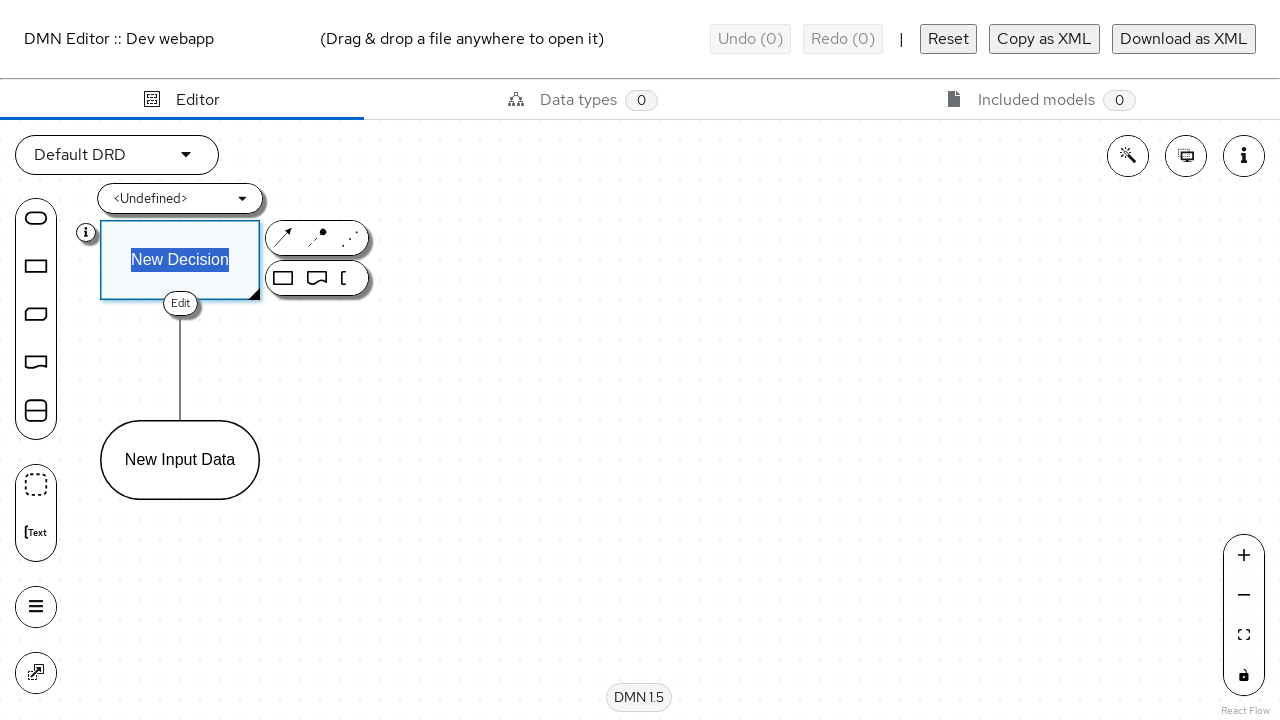 DMN Editor :: Dev webapp
(Drag & drop a file anywhere to open it)
Undo (0)
Redo (0)
|
Reset
Copy as XML
Download as XML
Editor
Data types 0
Included models 0
Default DRD
<Undefined>
New Decision
Edit
New Input Data
Text
DMN 1.5
React Flow